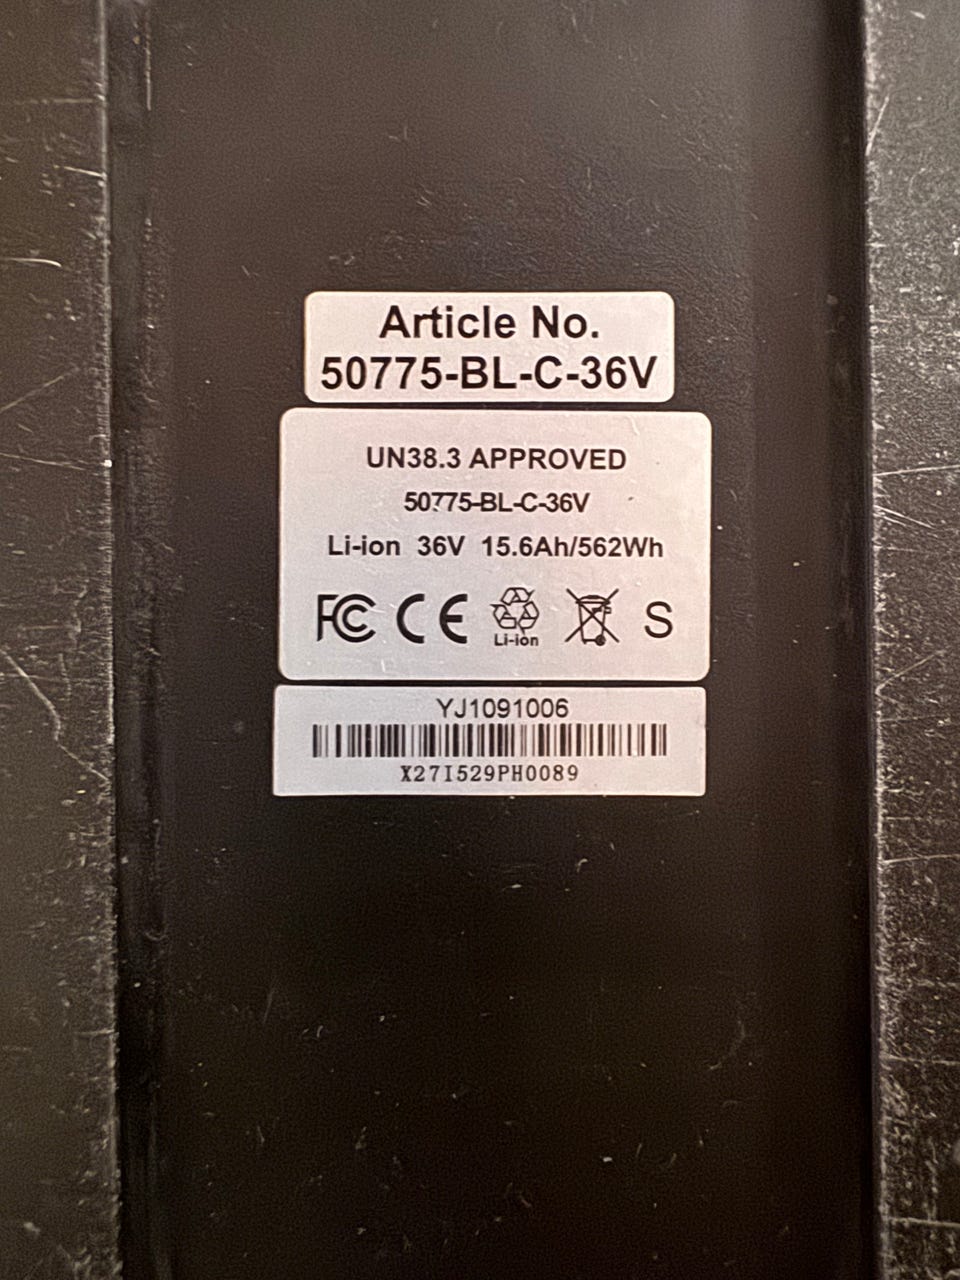 Article No.
50775-BL-C-36V
UN38.3 APPROVED
50775-BL-C-36V
Li-ion 36V 15.6Ah/562Wh
FC CE Li-ion S
YJ1091006
X27I529PH0089